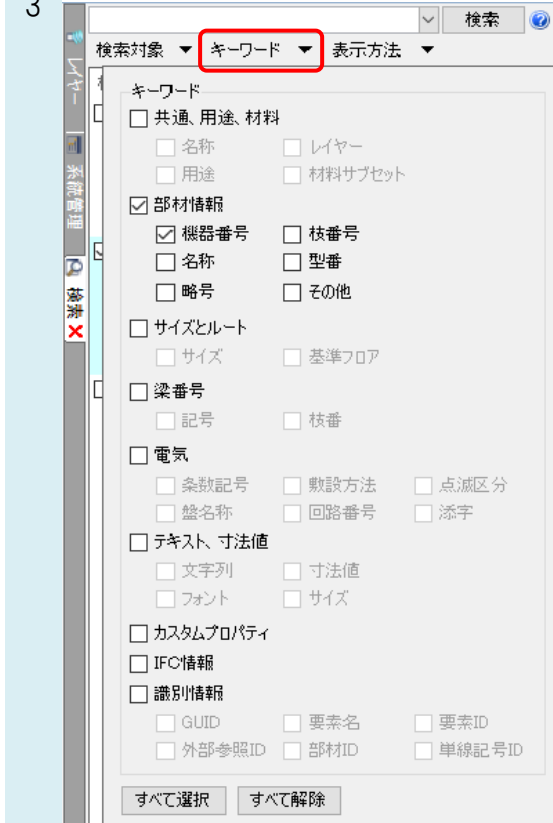 3
検索
検索対象 ▼ キーワード ▼ 表示方法 ▼
レイヤー
系統管理
検索
キーワード
共通、用途、材料
名称 レイヤー
用途 材料サブセット
部材情報
機器番号 枝番号
名称 型番
略号 その他
サイズとルート
サイズ 基準フロア
梁番号
記号 枝番
電気
条数記号 敷設方法 点滅区分
盤名称 回路番号 添字
テキスト、寸法値
文字列 寸法値
フォント サイズ
カスタムプロパティ
IFC情報
識別情報
GUID 要素名 要素ID
外部参照ID 部材ID 単線記号ID
すべて選択 すべて解除